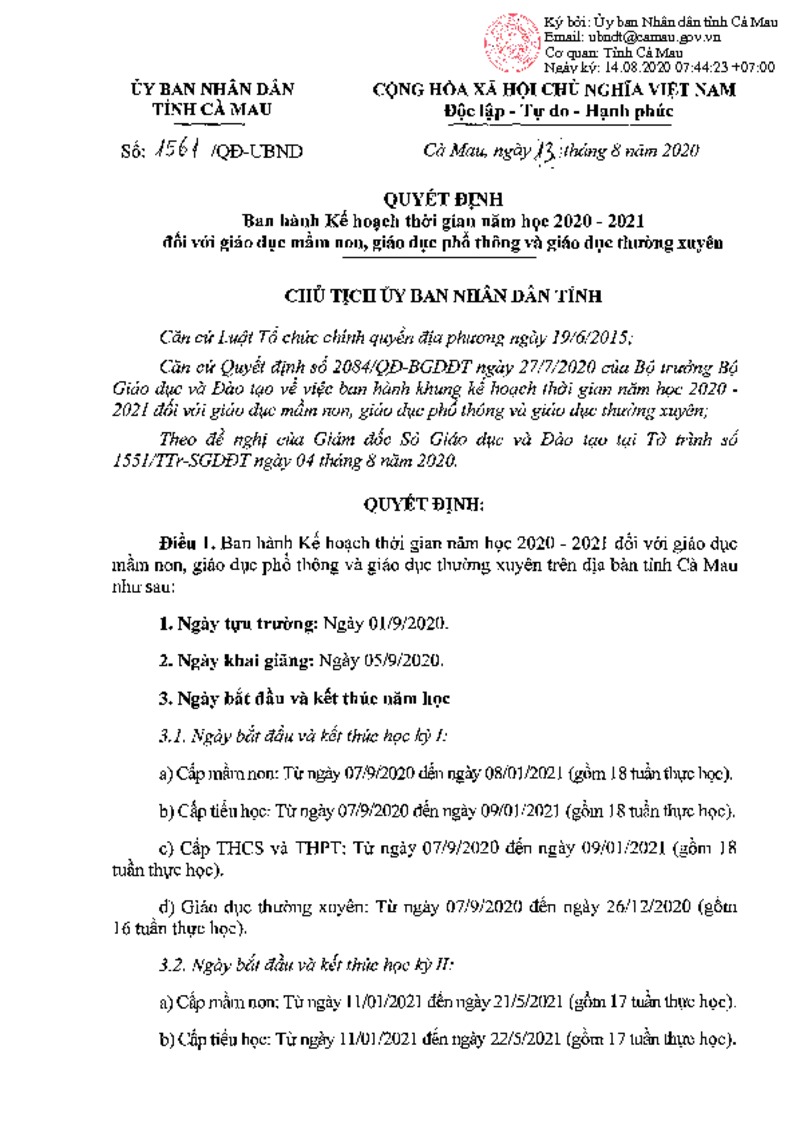 Ký bởi: Ủy ban Nhân dân tỉnh Cà Mau
Email: ubndt@camau.gov.vn
Cơ quan: Tỉnh Cà Mau
Ngày ký: 14.08.2020 07:44:23 +07:00
ỦY BAN NHÂN DÂN
TỈNH CÀ MAU
CỘNG HÒA XÃ HỘI CHỦ NGHĨA VIỆT NAM
Độc lập - Tự do - Hạnh phúc
Số: 1561 /QĐ-UBND
Cà Mau, ngày 13 tháng 8 năm 2020
QUYẾT ĐỊNH
Ban hành Kế hoạch thời gian năm học 2020 - 2021
đối với giáo dục mầm non, giáo dục phổ thông và giáo dục thường xuyên
CHỦ TỊCH ỦY BAN NHÂN DÂN TỈNH
Căn cứ Luật Tổ chức chính quyền địa phương ngày 19/6/2015;
Căn cứ Quyết định số 2084/QĐ-BGDĐT ngày 27/7/2020 của Bộ trưởng Bộ
Giáo dục và Đào tạo về việc ban hành khung kế hoạch thời gian năm học 2020 -
2021 đối với giáo dục mầm non, giáo dục phổ thông và giáo dục thường xuyên;
Theo đề nghị của Giám đốc Sở Giáo dục và Đào tạo tại Tờ trình số
1551/TTr-SGDĐT ngày 04 tháng 8 năm 2020.
QUYẾT ĐỊNH:
Điều 1. Ban hành Kế hoạch thời gian năm học 2020 - 2021 đối với giáo dục
mầm non, giáo dục phổ thông và giáo dục thường xuyên trên địa bàn tỉnh Cà Mau
như sau:
1. Ngày tựu trường: Ngày 01/9/2020.
2. Ngày khai giảng: Ngày 05/9/2020.
3. Ngày bắt đầu và kết thúc năm học
3.1. Ngày bắt đầu và kết thúc học kỳ I:
a) Cấp mầm non: Từ ngày 07/9/2020 đến ngày 08/01/2021 (gồm 18 tuần thực học).
b) Cấp tiểu học: Từ ngày 07/9/2020 đến ngày 09/01/2021 (gồm 18 tuần thực học).
c) Cấp THCS và THPT: Từ ngày 07/9/2020 đến ngày 09/01/2021 (gồm 18
tuần thực học).
d) Giáo dục thường xuyên: Từ ngày 07/9/2020 đến ngày 26/12/2020 (gồm
16 tuần thực học).
3.2. Ngày bắt đầu và kết thúc học kỳ II:
a) Cấp mầm non: Từ ngày 11/01/2021 đến ngày 21/5/2021 (gồm 17 tuần thực học).
b) Cấp tiểu học: Từ ngày 11/01/2021 đến ngày 22/5/2021 (gồm 17 tuần thực học).